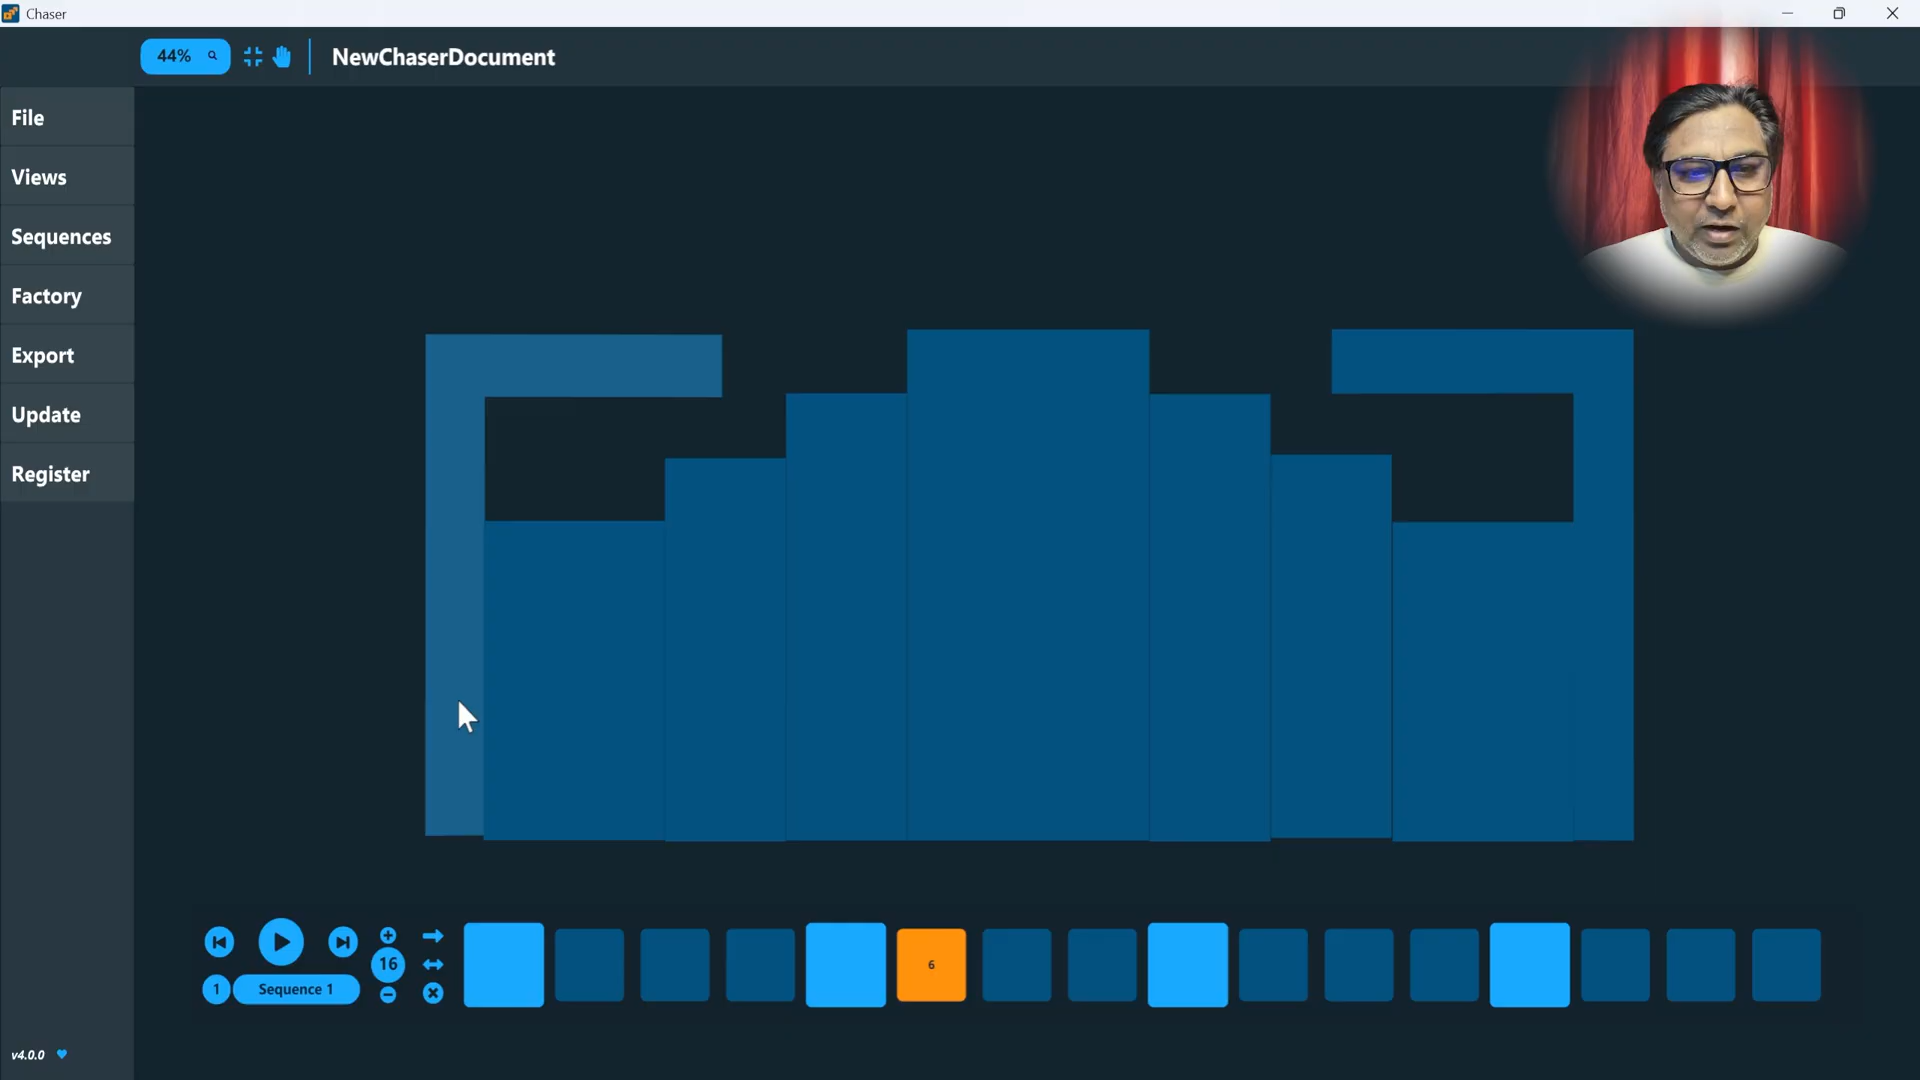 Chaser
44%
NewChaserDocument
File
Views
Sequences
Factory
Export
Update
Register
16
1
Sequence 1
6
v4.0.0